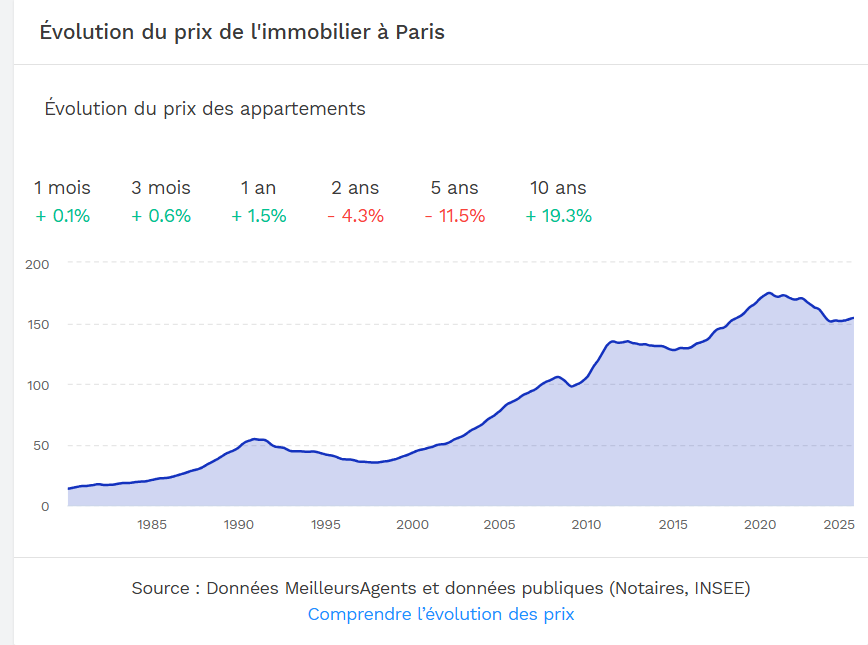 Évolution du prix de l'immobilier à Paris
Évolution du prix des appartements
1 mois 3 mois 1 an 2 ans 5 ans 10 ans
+ 0.1% + 0.6% + 1.5% - 4.3% - 11.5% + 19.3%
200
150
100
50
0
1985 1990 1995 2000 2005 2010 2015 2020 2025
Source : Données MeilleursAgents et données publiques (Notaires, INSEE)
Comprendre l’évolution des prix